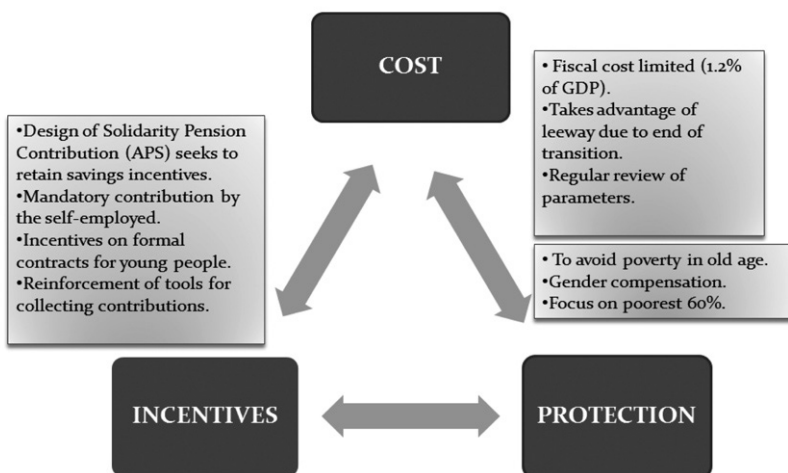 COST
• Fiscal cost limited (1.2%
of GDP).
•Takes advantage of
leeway due to end of
transition.
•Regular review of
parameters.
•Design of Solidarity Pension
Contribution (APS) seeks to
retain savings incentives.
•Mandatory contribution by
the self-employed.
•Incentives on formal
contracts for young people.
•Reinforcement of tools for
collecting contributions.
• To avoid poverty in old age.
•Gender compensation.
•Focus on poorest 60%.
INCENTIVES
PROTECTION